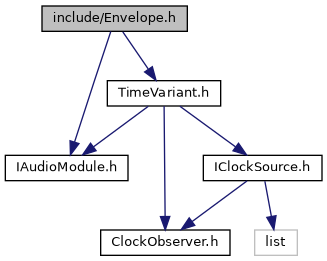 include/Envelope.h
TimeVariant.h
IAudioModule.h
IClockSource.h
ClockObserver.h
list